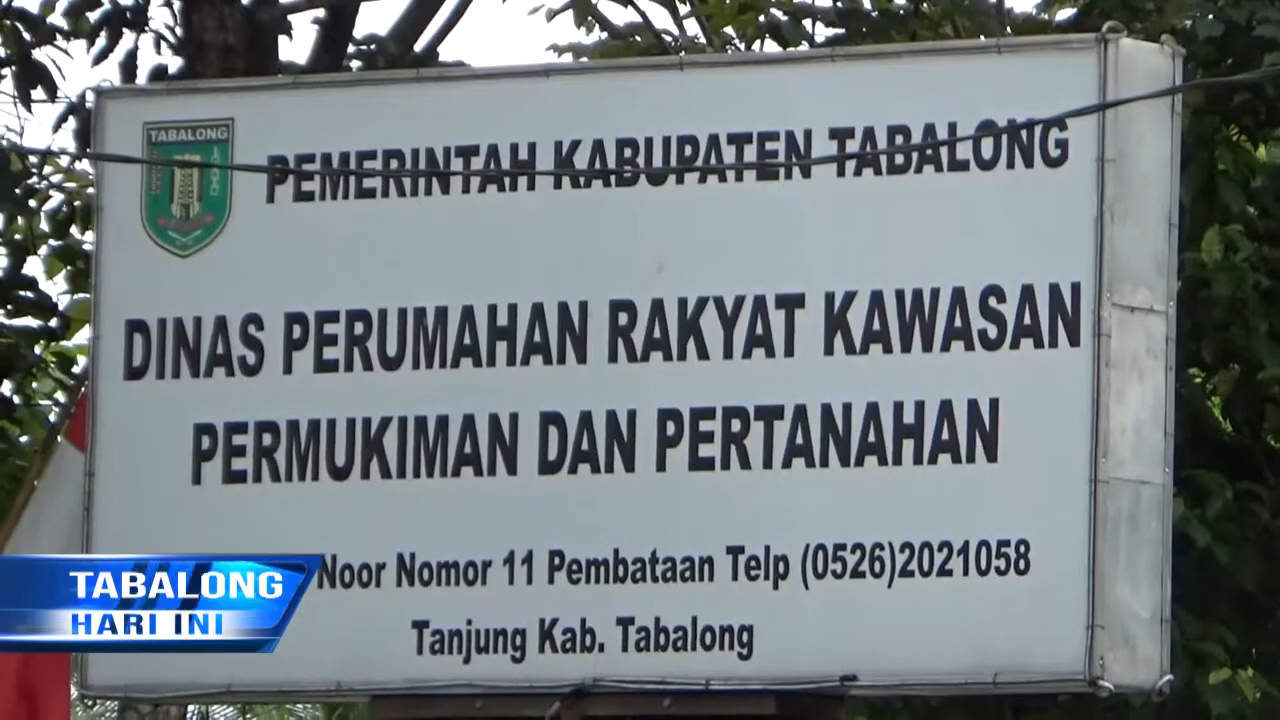 TABALONG
PEMERINTAH KABUPATEN TABALONG
DINAS PERUMAHAN RAKYAT KAWASAN
PERMUKIMAN DAN PERTANAHAN
Noor Nomor 11 Pembataan Telp (0526)2021058
Tanjung Kab. Tabalong
TABALONG
HARI INI